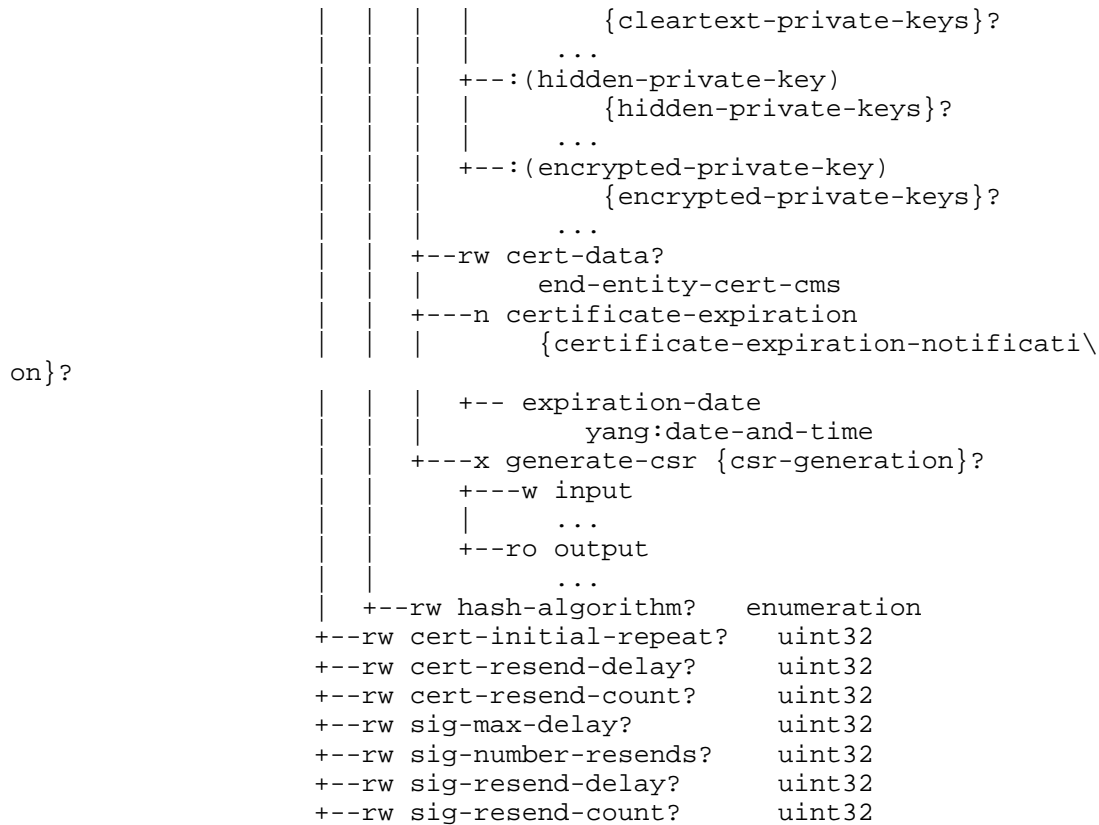 |  |  |  |        {cleartext-private-keys}?
                    |  |  |  |     ...
                    |  |  |  +--:(hidden-private-key)
                    |  |  |  |        {hidden-private-keys}?
                    |  |  |  |     ...
                    |  |  |  +--:(encrypted-private-key)
                    |  |  |           {encrypted-private-keys}?
                    |  |  |        ...
                    |  |  +--rw cert-data?
                    |  |  |       end-entity-cert-cms
                    |  |  +---n certificate-expiration
                    |  |  |       {certificate-expiration-notificati\
on}?
                    |  |  |  +-- expiration-date
                    |  |  |          yang:date-and-time
                    |  |  +---x generate-csr {csr-generation}?
                    |  |     +---w input
                    |  |     |     ...
                    |  |     +--ro output
                    |  |           ...
                    |  +--rw hash-algorithm?   enumeration
                    +--rw cert-initial-repeat?   uint32
                    +--rw cert-resend-delay?     uint32
                    +--rw cert-resend-count?     uint32
                    +--rw sig-max-delay?         uint32
                    +--rw sig-number-resends?    uint32
                    +--rw sig-resend-delay?      uint32
                    +--rw sig-resend-count?      uint32